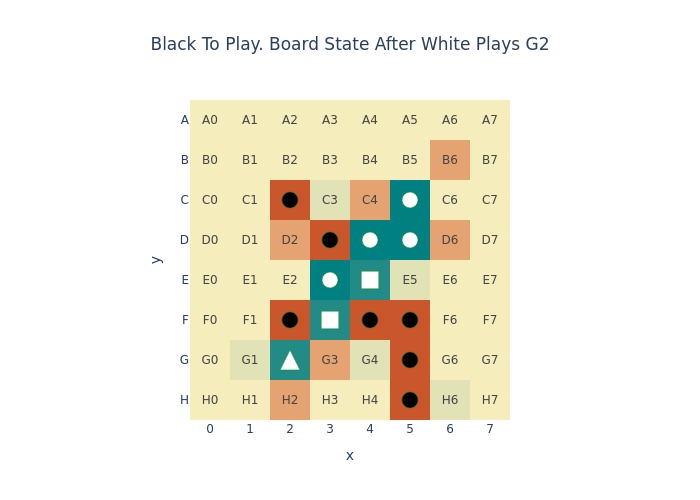 Black To Play. Board State After White Plays G2
A A0 A1 A2 A3 A4 A5 A6 A7
B B0 B1 B2 B3 B4 B5 B6 B7
C C0 C1 C3 C4 C6 C7
D D0 D1 D2 D6 D7
E E0 E1 E2 E5 E6 E7
F F0 F1 F6 F7
G G0 G1 G3 G4 G6 G7
H H0 H1 H2 H3 H4 H6 H7
0 1 2 3 4 5 6 7
x
y